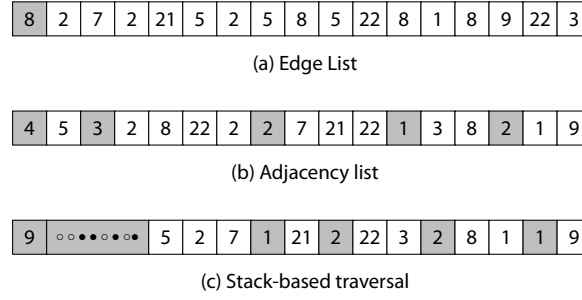 8 2 7 2 21 5 2 5 8 5 22 8 1 8 9 22 3
(a) Edge List
4 5 3 2 8 22 2 2 7 21 22 1 3 8 2 1 9
(b) Adjacency list
9 ○○●●○●○● 5 2 7 1 21 2 22 3 2 8 1 1 9
(c) Stack-based traversal